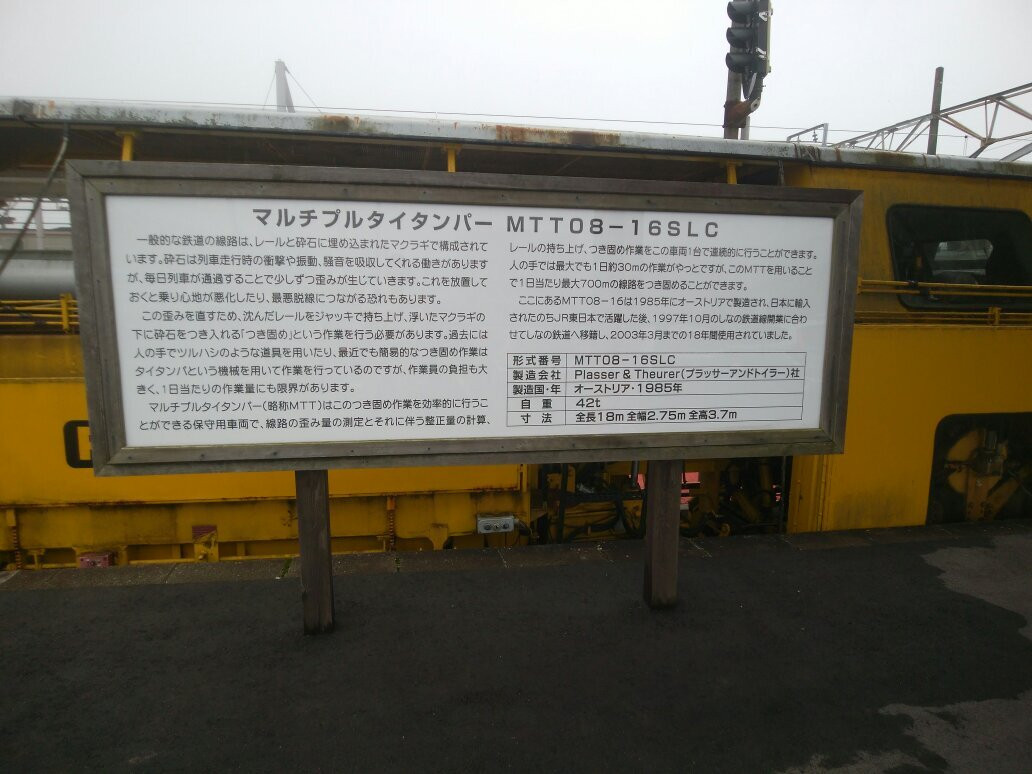 マルチプルタイタンパー MTT08-16SLC
一般的な鉄道の線路は、レールと砕石に埋め込まれたマクラギで構成されて
います。砕石は列車走行時の衝撃や振動、騒音を吸収してくれる働きがあります
が、毎日列車が通過することで少しずつ歪みが生じていきます。これを放置して
おくと乗り心地が悪化したり、最悪脱線につながる恐れもあります。
この歪みを直すため、沈んだレールをジャッキで持ち上げ、浮いたマクラギの
下に砕石をつき入れる「つき固め」という作業を行う必要があります。過去には
人の手でツルハシのような道具を用いたり、最近でも簡易的なつき固め作業は
タイタンパという機械を用いて作業を行っているのですが、作業員の負担も大
きく、1日当たりの作業量にも限界があります。
マルチプルタイタンパー(略称MTT)はこのつき固め作業を効率的に行うこ
とができる保守用車両で、線路の歪み量の測定とそれに伴う整正量の計算、
レールの持ち上げ、つき固め作業をこの車両1台で連続的に行うことができます。
人の手では最大でも1日約30mの作業がやっとですが、このMTTを用いること
で1日当たり最大700mの線路をつき固めることができます。
ここにあるMTT08-16は1985年にオーストリアで製造され、日本に輸入
されたのちJR東日本で活躍した後、1997年10月のしなの鉄道線開業に合わ
せてしなの鉄道へ移籍し、2003年3月までの18年間使用されていました。
形式番号 MTT08-16SLC
製造会社 Plasser & Theurer(プラッサーアンドトイラー)社
製造国・年 オーストリア・1985年
自 重 42t
寸 法 全長18m 全幅2.75m 全高3.7m